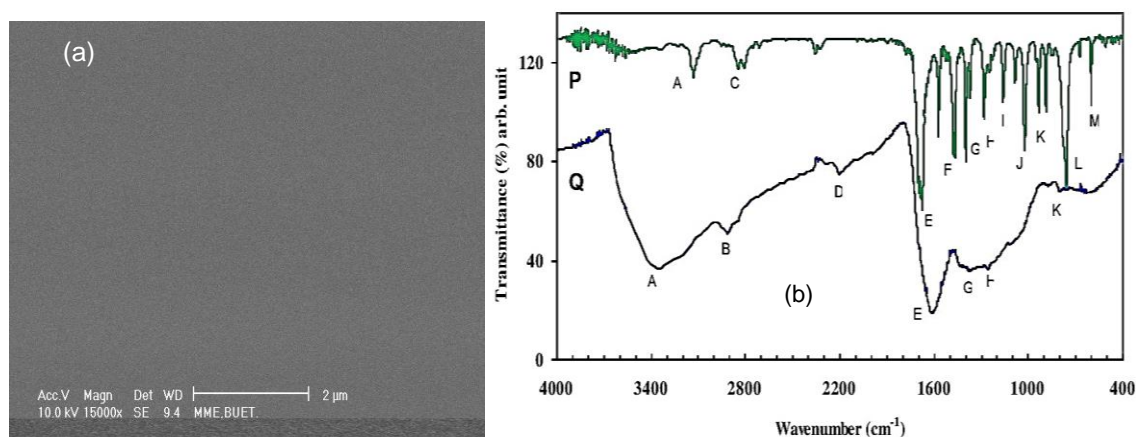 (a)
Acc.V Magn Det WD 2 µm
10.0 kV 15000x SE 9.4 MME,BUET.
Transmittance (%) arb. unit
120
80
40
0
P
A
C
F
G
H
I
J
K
L
M
Q
A
B
D
E
E
G
H
K
(b)
4000 3400 2800 2200 1600 1000 400
Wavenumber (cm⁻¹)